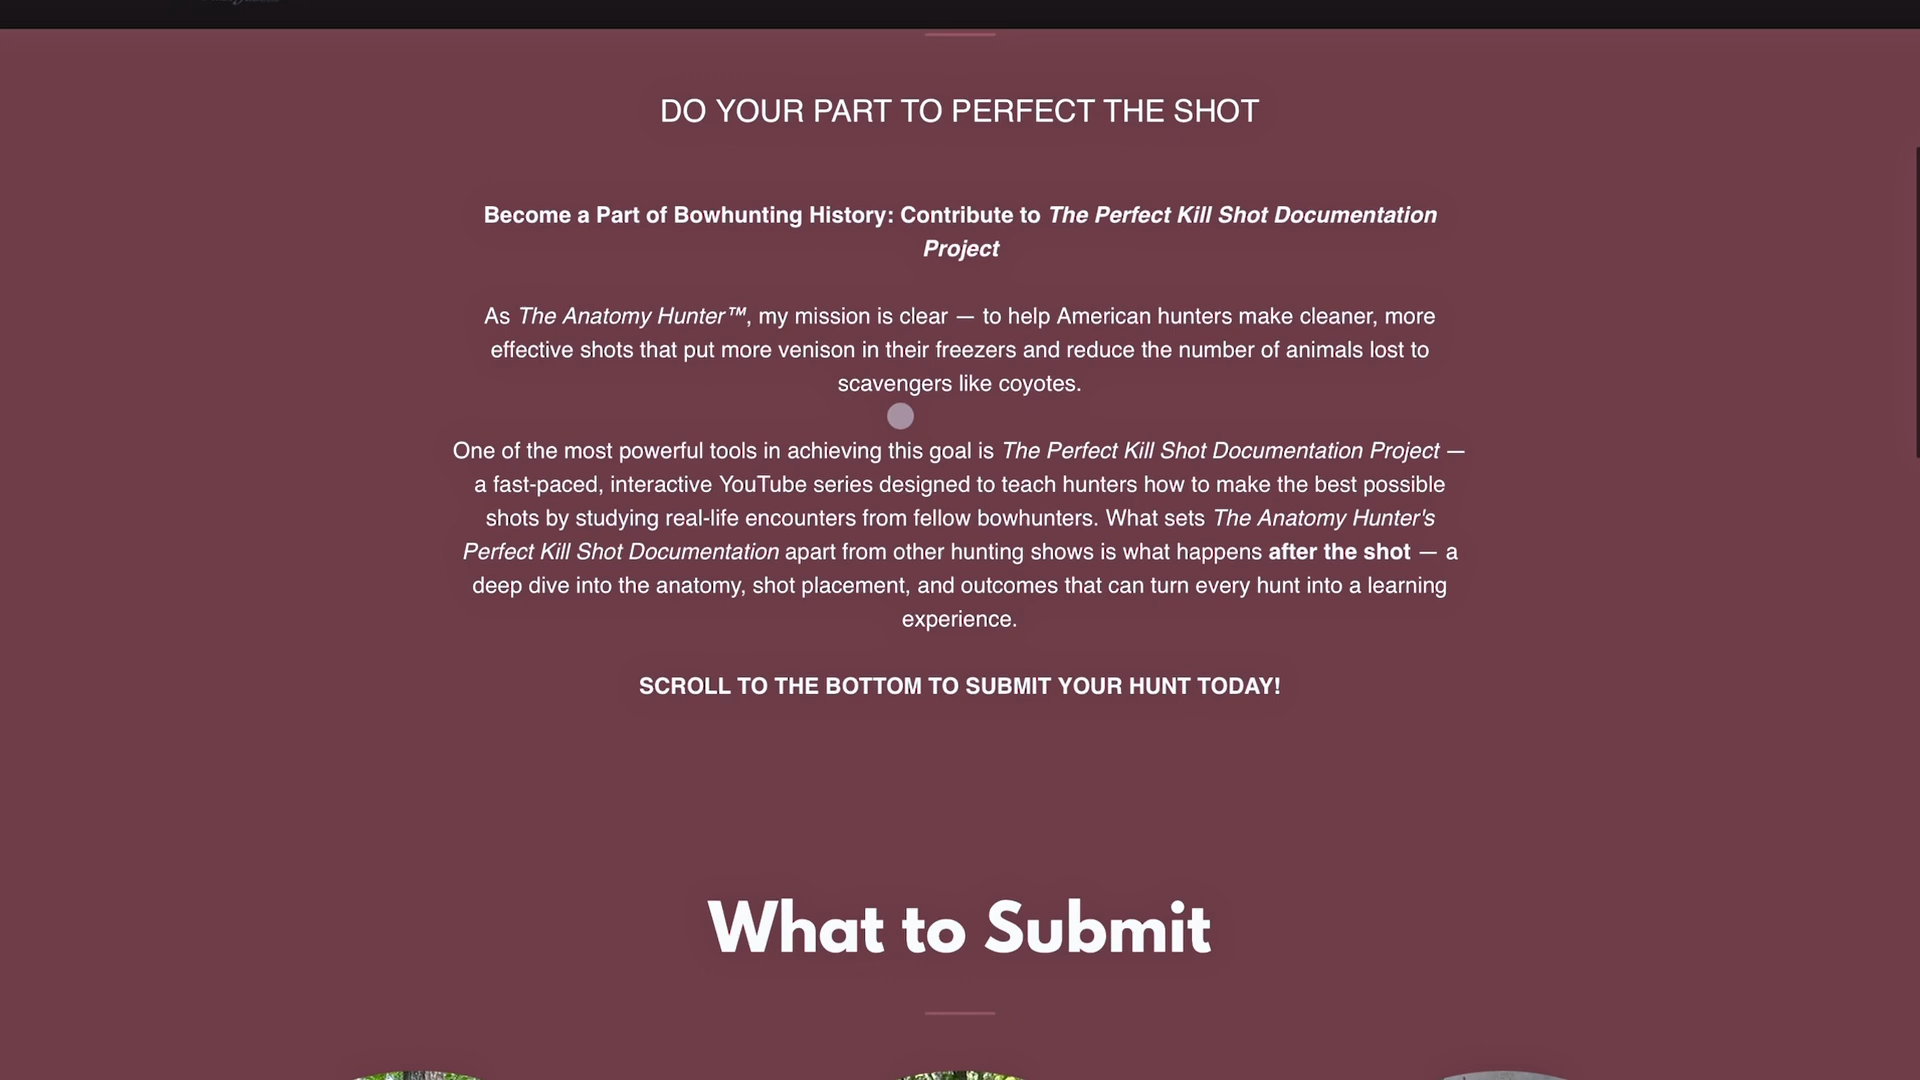 DO YOUR PART TO PERFECT THE SHOT
Become a Part of Bowhunting History: Contribute to The Perfect Kill Shot Documentation
Project
As The Anatomy Hunter™, my mission is clear — to help American hunters make cleaner, more
effective shots that put more venison in their freezers and reduce the number of animals lost to
scavengers like coyotes.
One of the most powerful tools in achieving this goal is The Perfect Kill Shot Documentation Project —
a fast-paced, interactive YouTube series designed to teach hunters how to make the best possible
shots by studying real-life encounters from fellow bowhunters. What sets The Anatomy Hunter's
Perfect Kill Shot Documentation apart from other hunting shows is what happens after the shot — a
deep dive into the anatomy, shot placement, and outcomes that can turn every hunt into a learning
experience.
SCROLL TO THE BOTTOM TO SUBMIT YOUR HUNT TODAY!
What to Submit